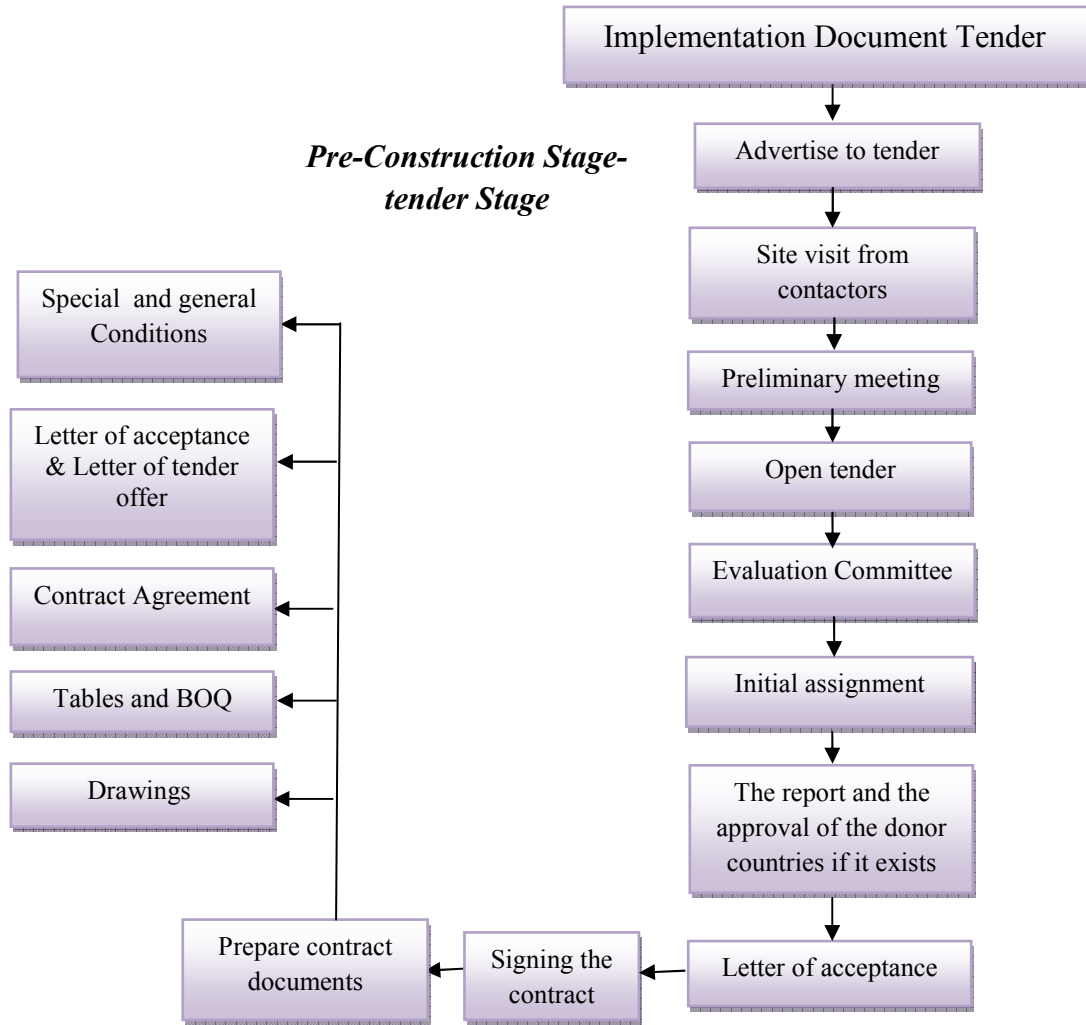 Implementation Document Tender
Pre-Construction Stage-
tender Stage
Advertise to tender
Site visit from
contactors
Preliminary meeting
Open tender
Evaluation Committee
Initial assignment
The report and the
approval of the donor
countries if it exists
Letter of acceptance
Signing the
contract
Prepare contract
documents
Special and general
Conditions
Letter of acceptance
& Letter of tender
offer
Contract Agreement
Tables and BOQ
Drawings